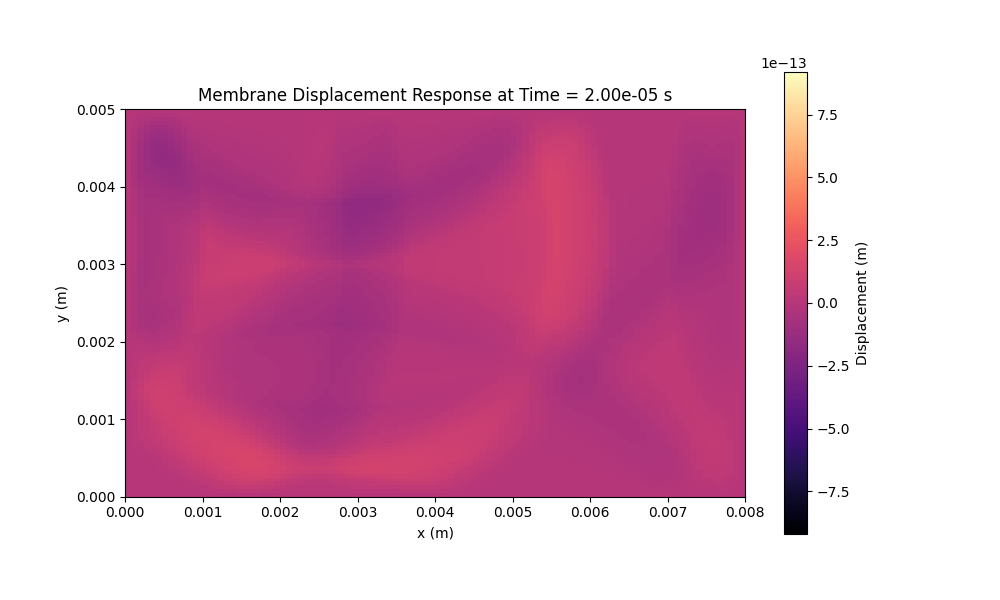 1e−13
Membrane Displacement Response at Time = 2.00e-05 s
0.005
0.004
0.003
0.002
0.001
0.000
y (m)
0.000 0.001 0.002 0.003 0.004 0.005 0.006 0.007 0.008
x (m)
7.5
5.0
2.5
0.0
−2.5
−5.0
−7.5
Displacement (m)